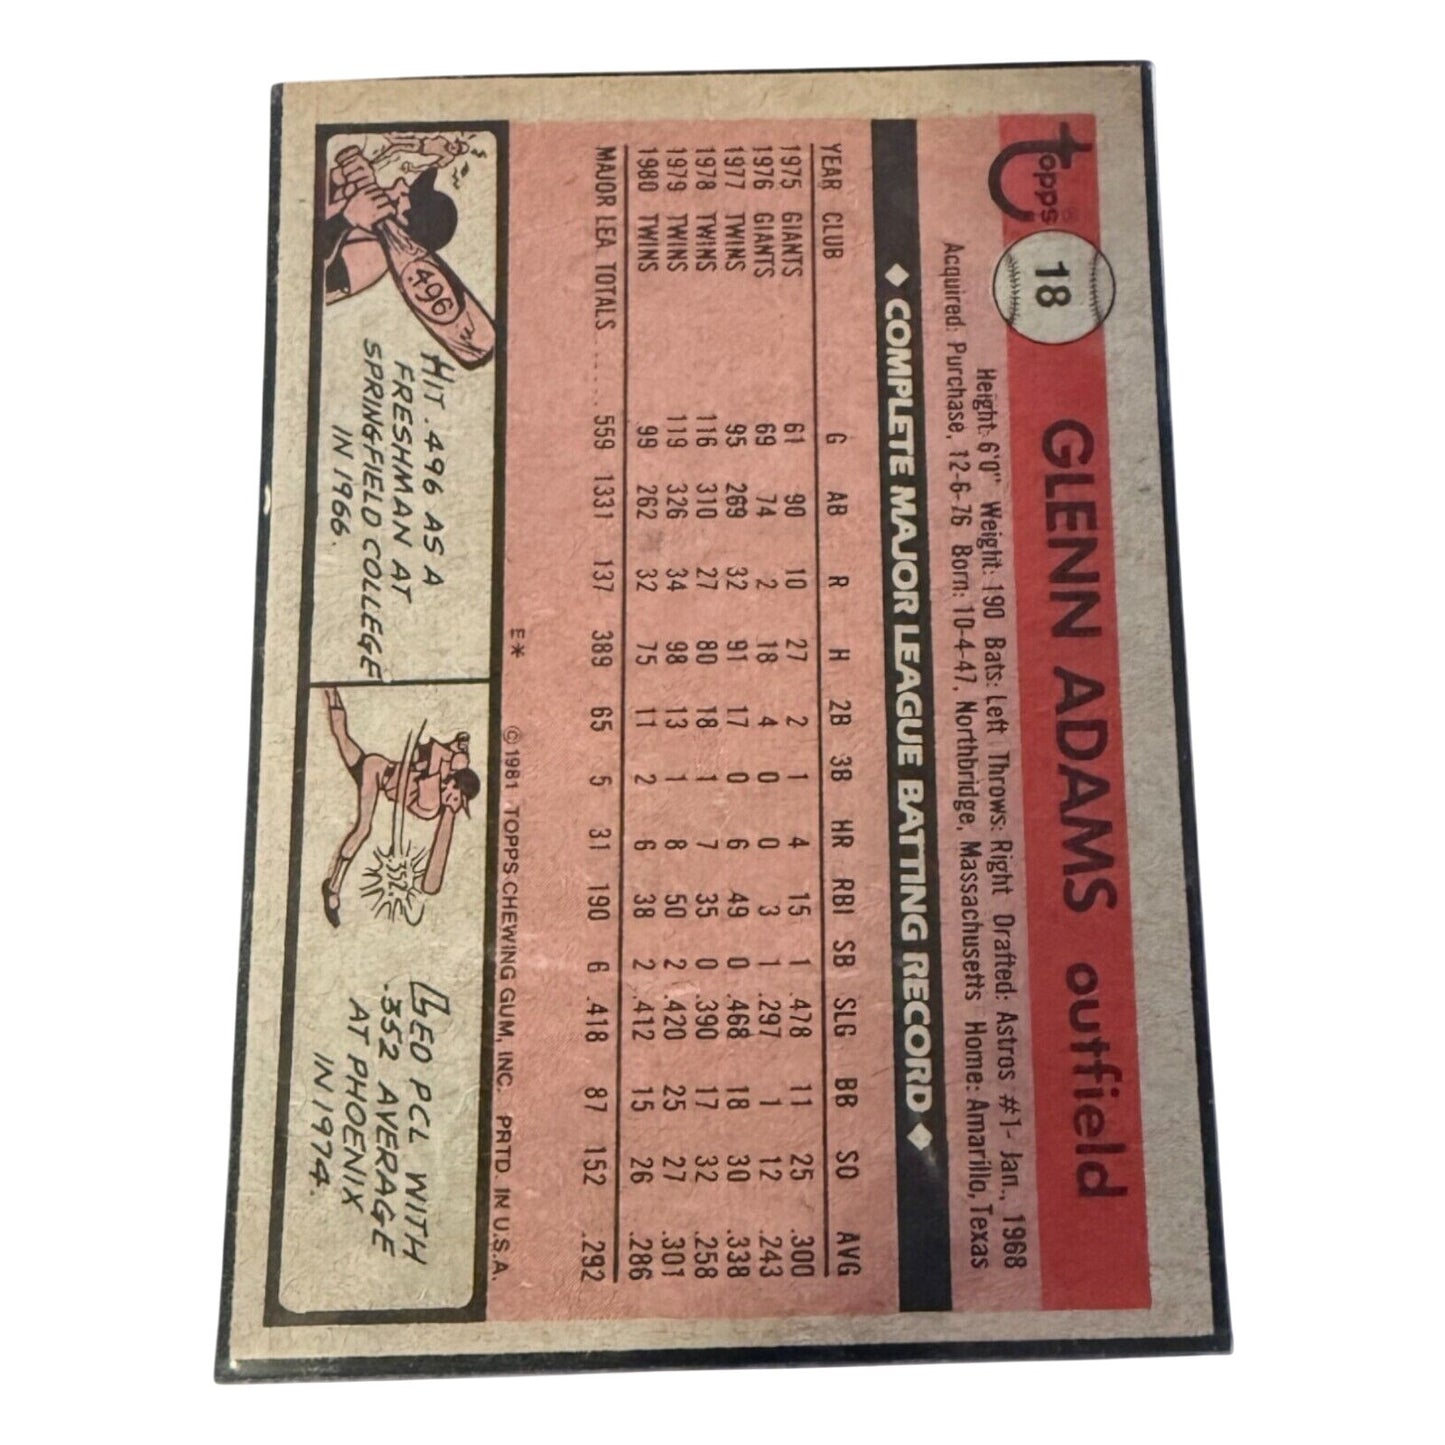 topps®
18
GLENN ADAMS outfield
Height: 6'0" Weight: 190 Bats: Left Throws: Right Drafted: Astros #1- Jan., 1968
Acquired: Purchase, 12-6-76 Born: 10-4-47, Northbridge, Massachusetts Home: Amarillo, Texas
◆ COMPLETE MAJOR LEAGUE BATTING RECORD ◆
YEAR CLUB G AB R H 2B 3B HR RBI SB SLG BB SO AVG
1975 GIANTS 61 90 10 27 2 1 4 15 1 .478 11 25 .300
1976 GIANTS 69 74 2 18 4 0 0 3 1 .297 1 12 .243
1977 TWINS 95 269 32 91 17 0 6 49 0 .468 18 30 .338
1978 TWINS 116 310 27 80 18 1 7 35 0 .390 17 32 .258
1979 TWINS 119 326 34 98 13 1 8 50 2 .420 25 27 .301
1980 TWINS 99 262 32 75 11 2 6 38 2 .412 15 26 .286
MAJOR LEA TOTALS ..... 559 1331 137 389 65 5 31 190 6 .418 87 152 .292
E* © 1981 TOPPS CHEWING GUM, INC. PRTD. IN U.S.A.
.496
HIT .496 AS A
FRESHMAN AT
SPRINGFIELD COLLEGE
IN 1966.
.352
LED PCL WITH
.352 AVERAGE
AT PHOENIX
IN 1974.